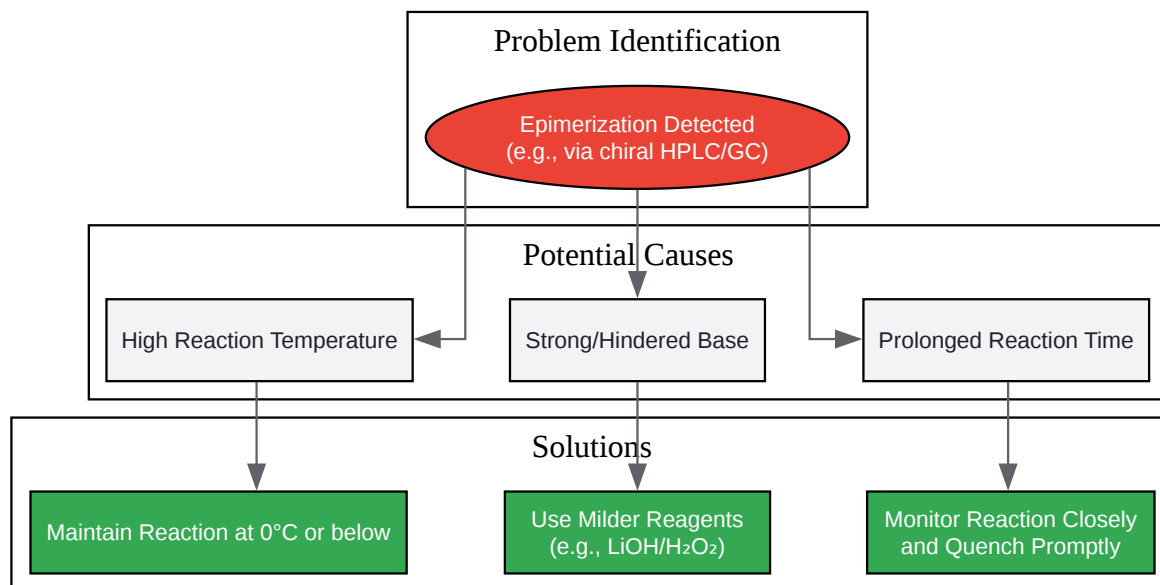 Problem Identification
Epimerization Detected
(e.g., via chiral HPLC/GC)
Potential Causes
High Reaction Temperature
Strong/Hindered Base
Prolonged Reaction Time
Solutions
Maintain Reaction at 0°C or below
Use Milder Reagents
(e.g., LiOH/H₂O₂)
Monitor Reaction Closely
and Quench Promptly